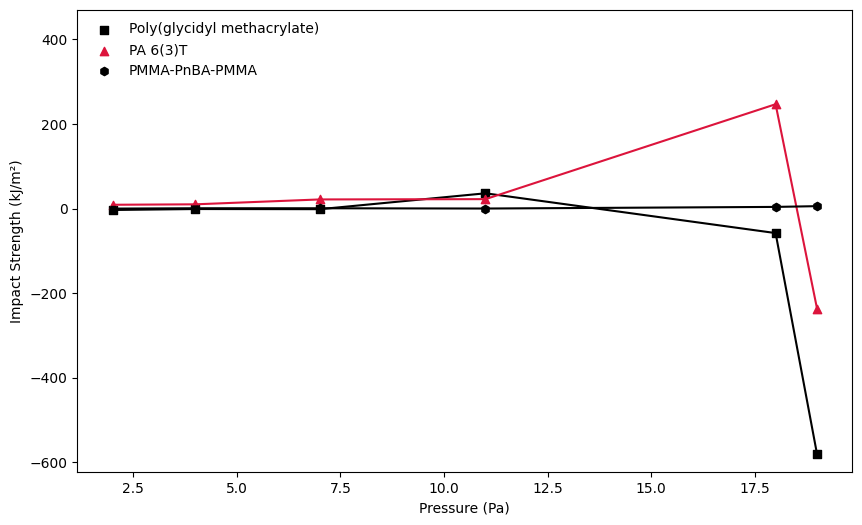 Poly(glycidyl methacrylate)
PA 6(3)T
PMMA-PnBA-PMMA
400
200
0
−200
−400
−600
Impact Strength (kJ/m²)
2.5 5.0 7.5 10.0 12.5 15.0 17.5
Pressure (Pa)